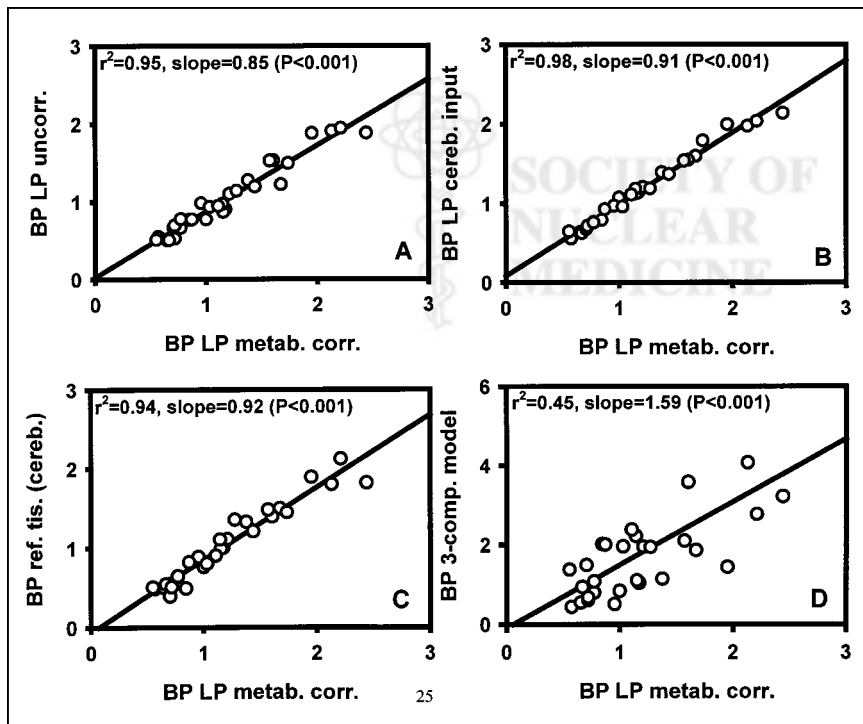 3
r²=0.95, slope=0.85 (P<0.001)
2
1
0
BP LP uncorr.
A
0 1 2 3
BP LP metab. corr.
3
r²=0.98, slope=0.91 (P<0.001)
2
1
0
BP LP cereb. input
B
0 1 2 3
BP LP metab. corr.
SOCIETY OF
NUCLEAR
MEDICINE
3
r²=0.94, slope=0.92 (P<0.001)
2
1
0
BP ref. tis. (cereb.)
C
0 1 2 3
BP LP metab. corr.
6
r²=0.45, slope=1.59 (P<0.001)
4
2
0
BP 3-comp. model
D
0 1 2 3
BP LP metab. corr.
25